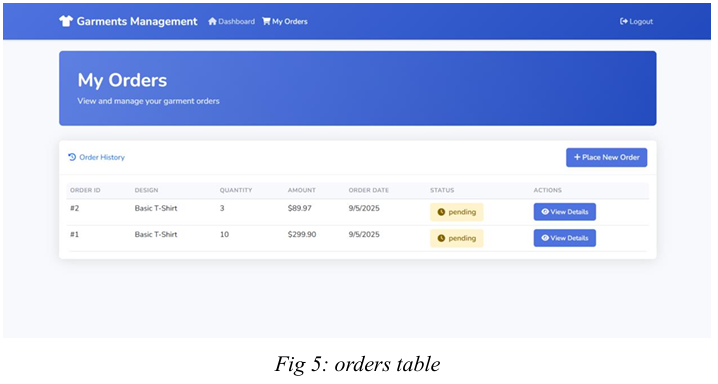 Garments Management Dashboard My Orders Logout
My Orders
View and manage your garment orders
Order History + Place New Order
ORDER ID DESIGN QUANTITY AMOUNT ORDER DATE STATUS ACTIONS
#2 Basic T-Shirt 3 $89.97 9/5/2025 pending View Details
#1 Basic T-Shirt 10 $299.90 9/5/2025 pending View Details
Fig 5: orders table